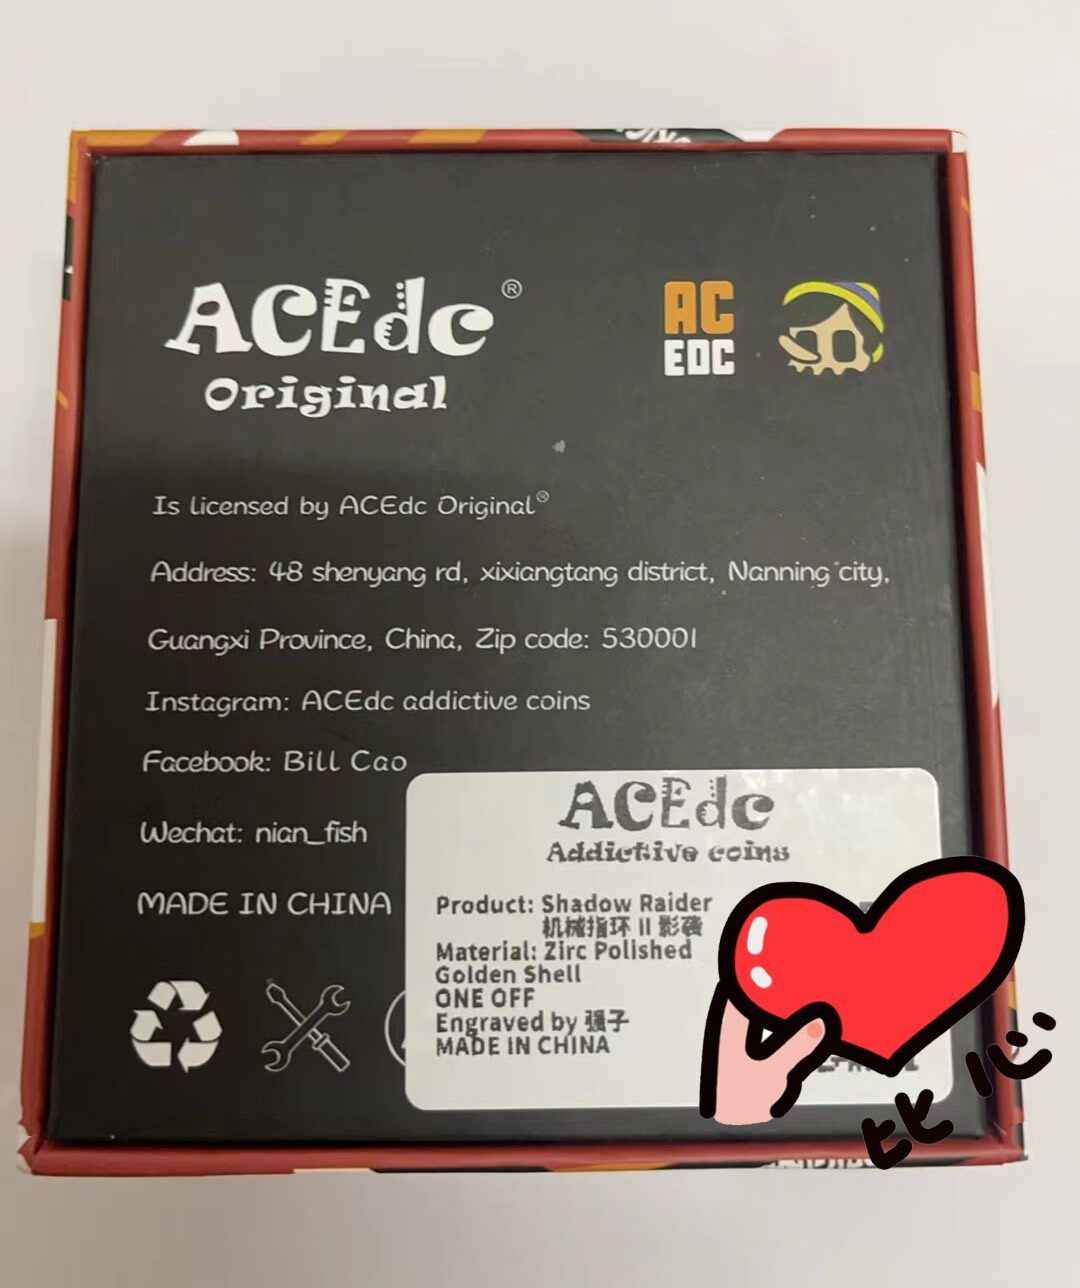 ACEdc®
Original
AC
EDC
Is licensed by ACEdc Original®
Address: 48 shenyang rd, xixiangtang district, Nanning city,
Guangxi Province, China, Zip code: 530001
Instagram: ACEdc addictive coins
Facebook: Bill Cao
Wechat: nian_fish
MADE IN CHINA
ACEdc
Addictive coins
Product: Shadow Raider
机械指环 II 影袭
Material: Zirc Polished
Golden Shell
ONE OFF
Engraved by 强子
MADE IN CHINA
比心